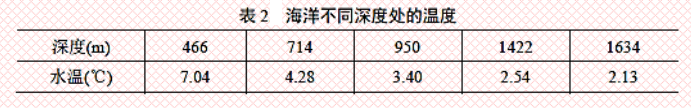 表 2 海洋不同深度处的温度
深度(m) 466 714 950 1422 1634
水温(℃) 7.04 4.28 3.40 2.54 2.13